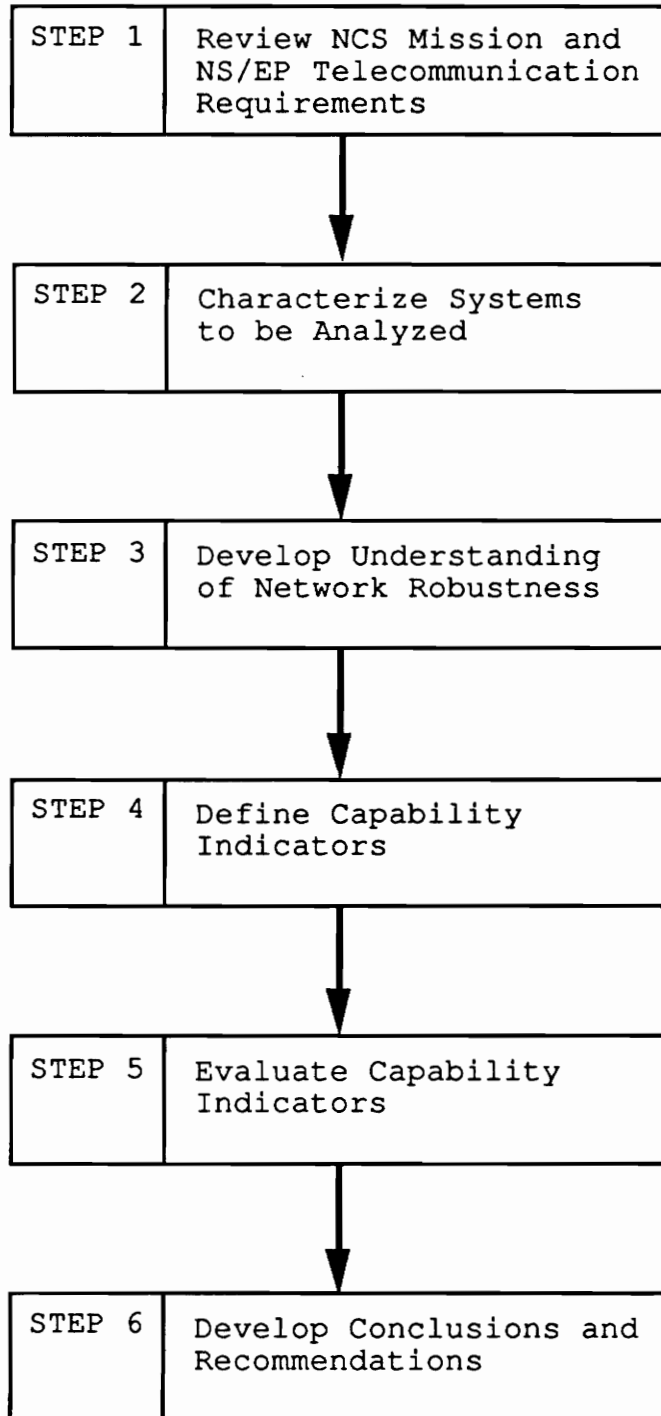 STEP 1
Review NCS Mission and
NS/EP Telecommunication
Requirements
STEP 2
Characterize Systems
to be Analyzed
STEP 3
Develop Understanding
of Network Robustness
STEP 4
Define Capability
Indicators
STEP 5
Evaluate Capability
Indicators
STEP 6
Develop Conclusions and
Recommendations